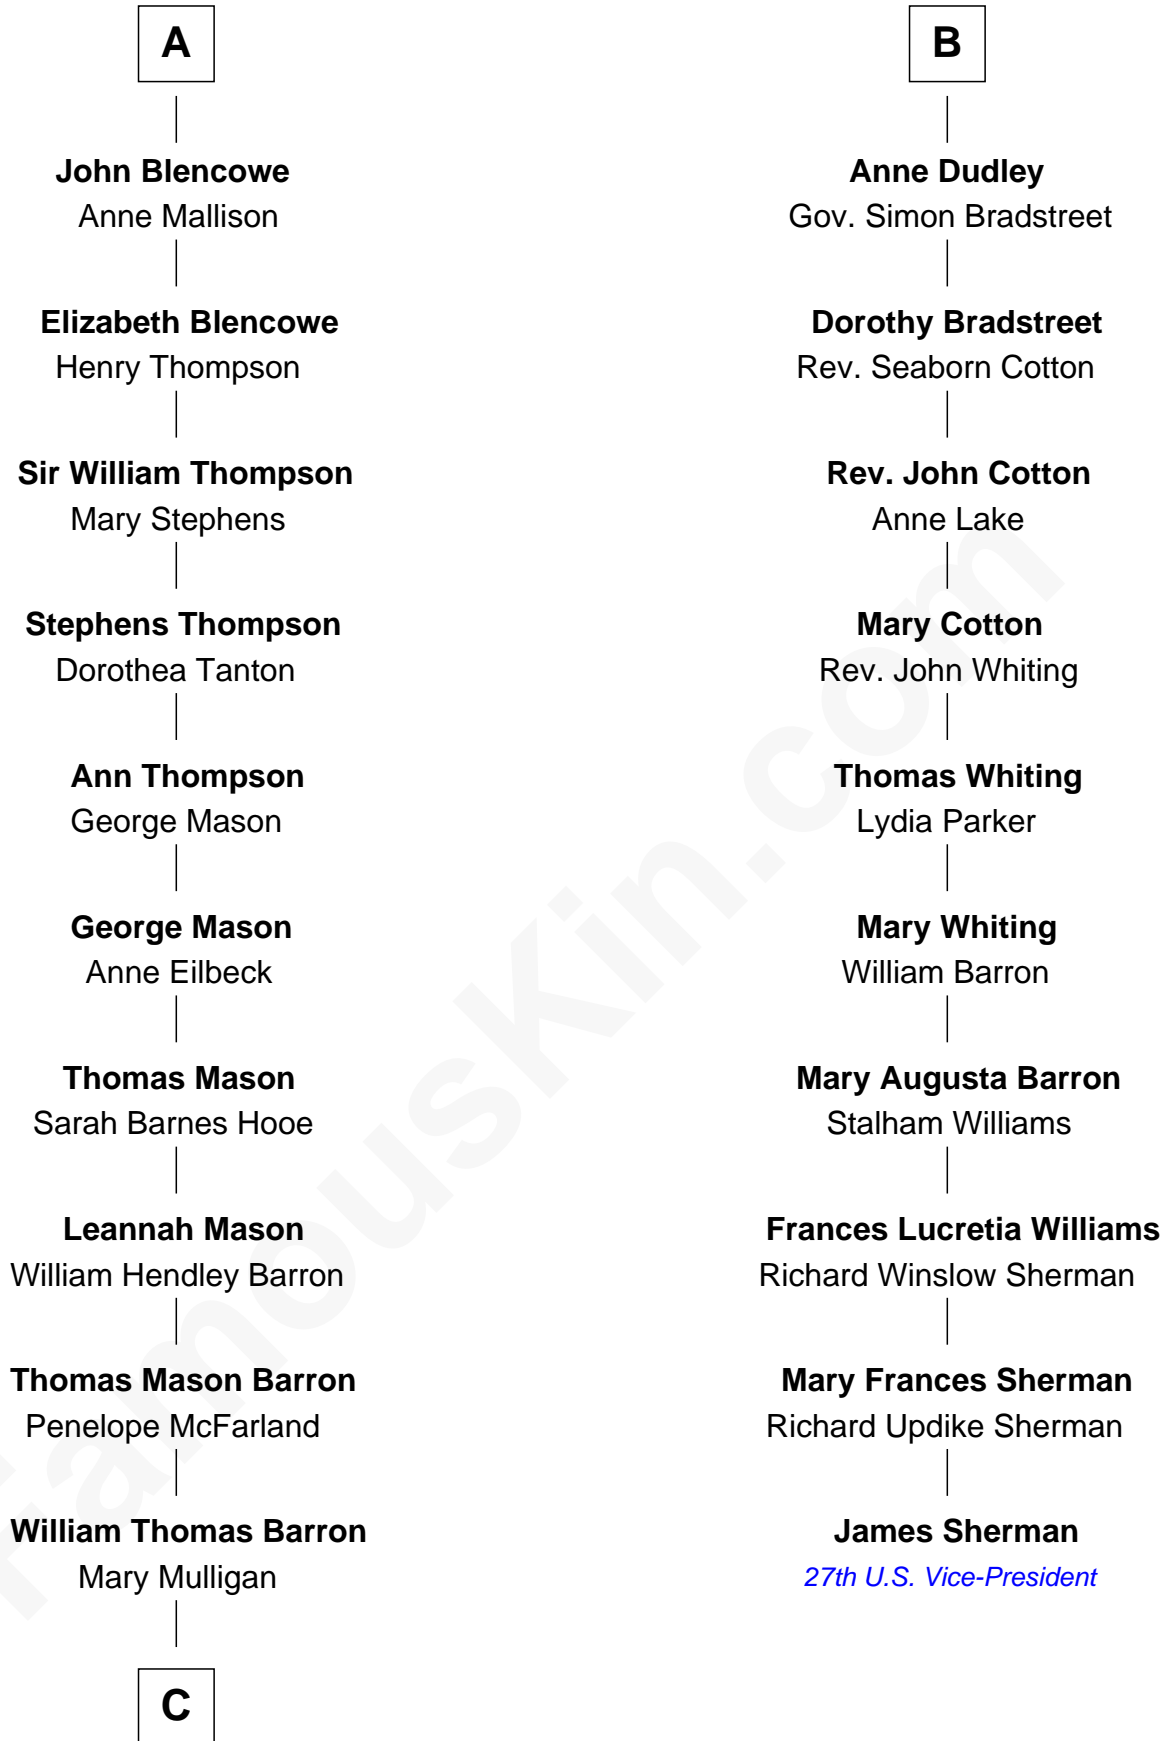 A
John Blencowe
Anne Mallison
Elizabeth Blencowe
Henry Thompson
Sir William Thompson
Mary Stephens
Stephens Thompson
Dorothea Tanton
Ann Thompson
George Mason
George Mason
Anne Eilbeck
Thomas Mason
Sarah Barnes Hooe
Leannah Mason
William Hendley Barron
Thomas Mason Barron
Penelope McFarland
William Thomas Barron
Mary Mulligan
C
B
Anne Dudley
Gov. Simon Bradstreet
Dorothy Bradstreet
Rev. Seaborn Cotton
Rev. John Cotton
Anne Lake
Mary Cotton
Rev. John Whiting
Thomas Whiting
Lydia Parker
Mary Whiting
William Barron
Mary Augusta Barron
Stalham Williams
Frances Lucretia Williams
Richard Winslow Sherman
Mary Frances Sherman
Richard Updike Sherman
James Sherman
27th U.S. Vice-President
FamousKin.com